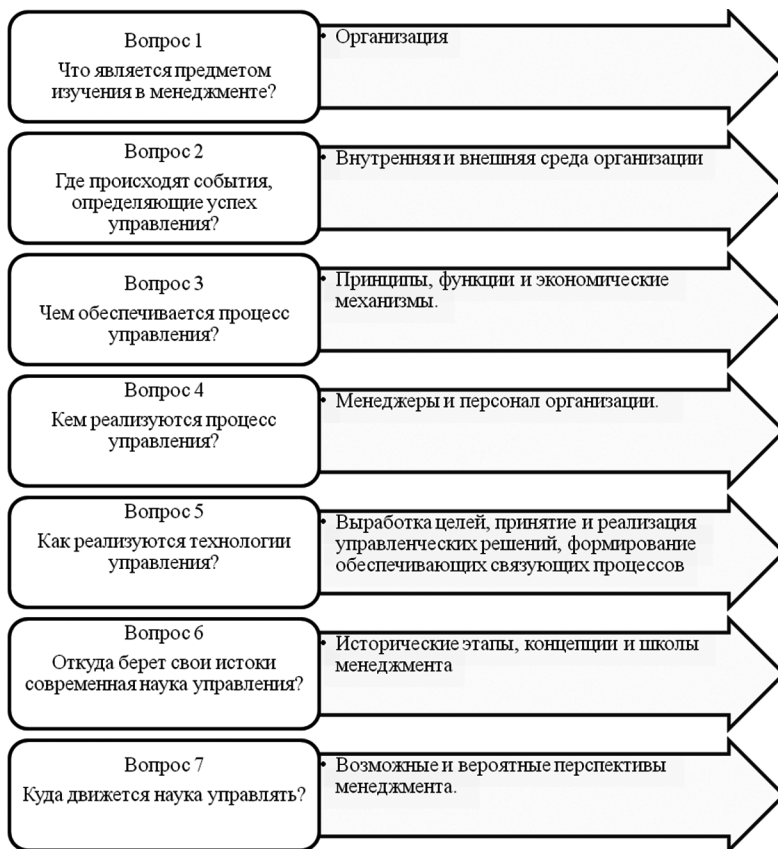 Вопрос 1
Что является предметом
изучения в менеджменте?
• Организация
Вопрос 2
Где происходят события,
определяющие успех
управления?
• Внутренняя и внешняя среда организации
Вопрос 3
Чем обеспечивается процесс
управления?
• Принципы, функции и экономические
механизмы.
Вопрос 4
Кем реализуются процесс
управления?
• Менеджеры и персонал организации.
Вопрос 5
Как реализуются технологии
управления?
• Выработка целей, принятие и реализация
управленческих решений, формирование
обеспечивающих связующих процессов
Вопрос 6
Откуда берет свои истоки
современная наука управления?
• Исторические этапы, концепции и школы
менеджмента
Вопрос 7
Куда движется наука управлять?
• Возможные и вероятные перспективы
менеджмента.